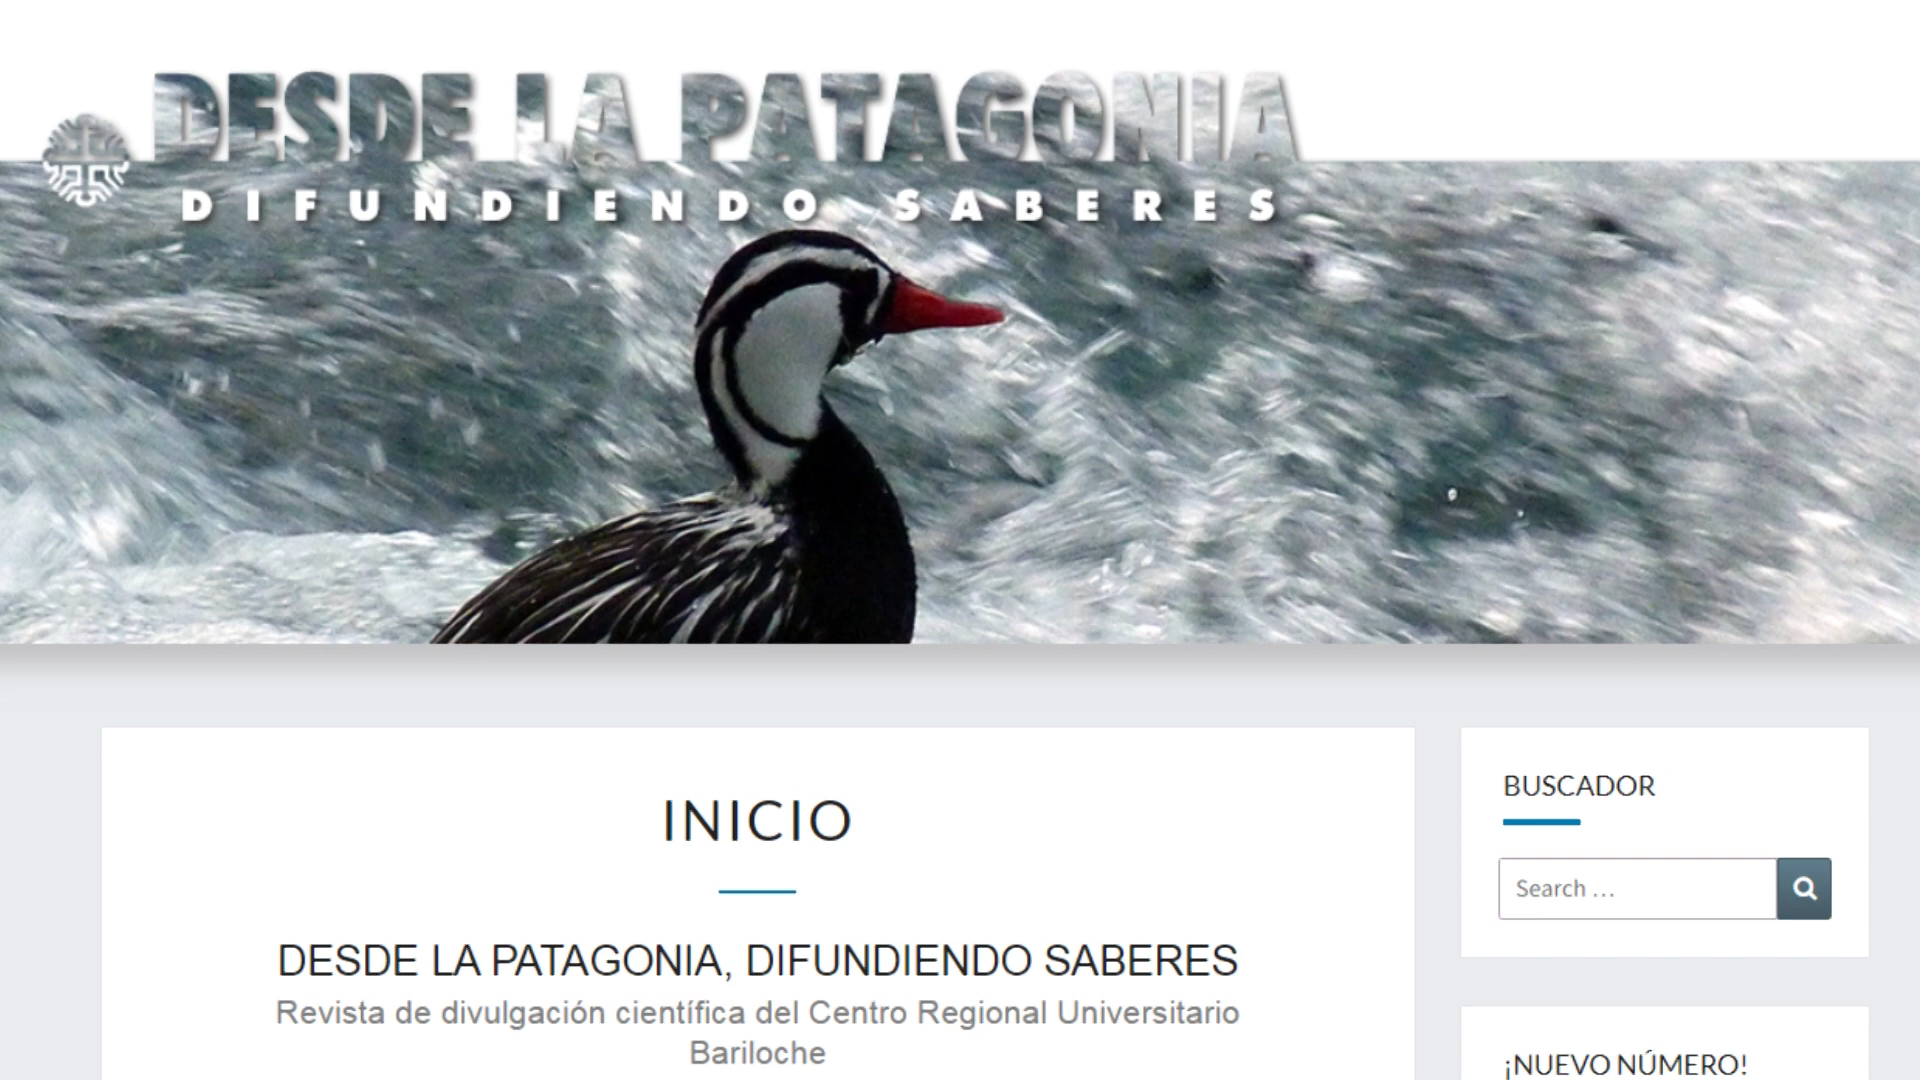 DESDE LA PATAGONIA
DIFUNDIENDO SABERES
INICIO
DESDE LA PATAGONIA, DIFUNDIENDO SABERES
Revista de divulgación científica del Centro Regional Universitario
Bariloche
BUSCADOR
Search ...
¡NUEVO NÚMERO!